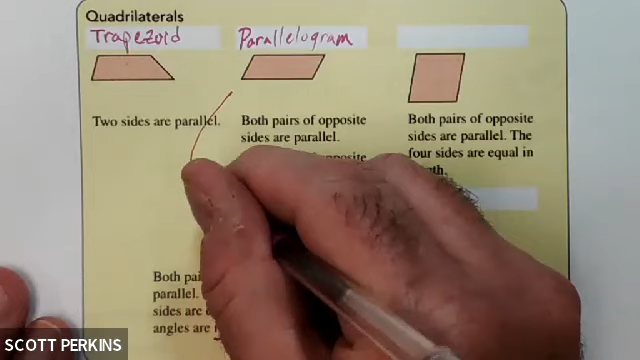 Quadrilaterals
Trapezoid
Parallelogram
Two sides are parallel.
Both pairs of opposite
sides are parallel.
opposite
Both pairs of opposite
sides are parallel. The
four sides are equal in
Both
parallel.
sides are
angles are
SCOTT PERKINS